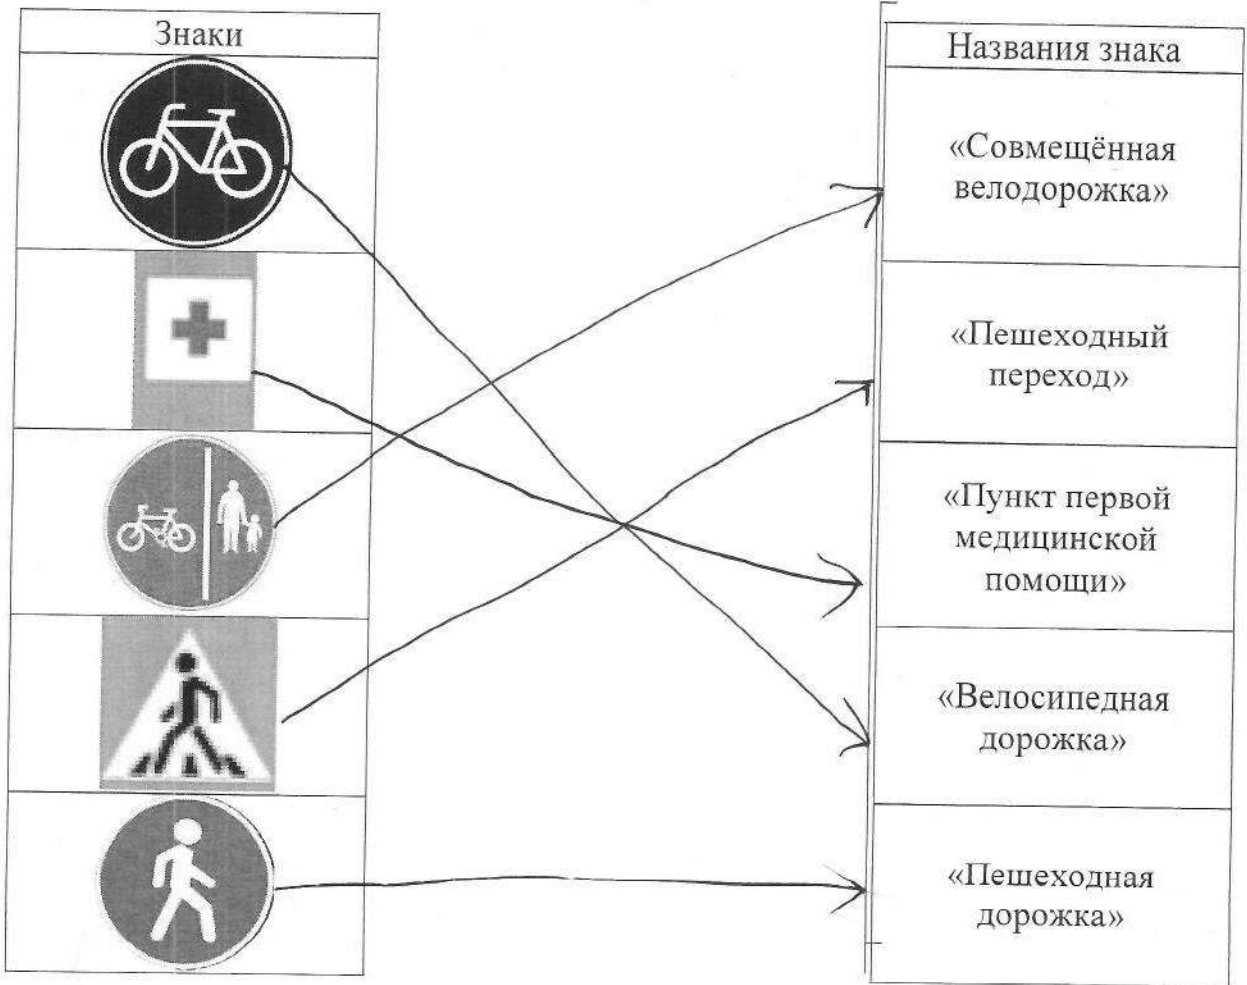 Знаки
Названия знака
«Совмещённая
велодорожка»
«Пешеходный
переход»
«Пункт первой
медицинской
помощи»
«Велосипедная
дорожка»
«Пешеходная
дорожка»